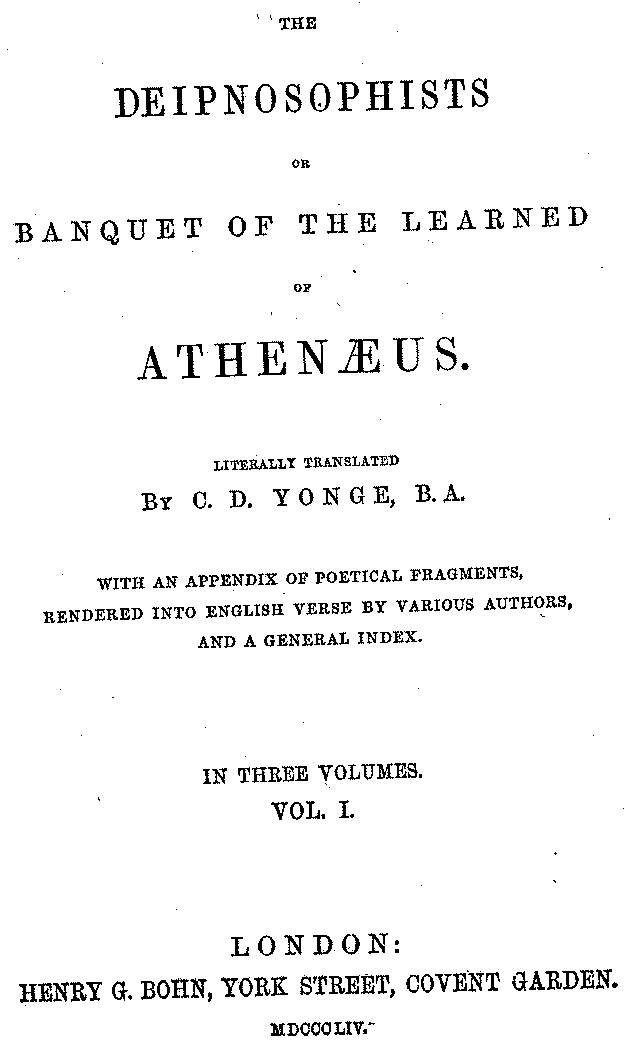 THE
DEIPNOSOPHISTS
OR
BANQUET OF THE LEARNED
OF
ATHENÆUS.
LITERALLY TRANSLATED
BY C. D. YONGE, B.A.
WITH AN APPENDIX OF POETICAL FRAGMENTS,
RENDERED INTO ENGLISH VERSE BY VARIOUS AUTHORS,
AND A GENERAL INDEX.
IN THREE VOLUMES.
VOL. I.
LONDON:
HENRY G. BOHN, YORK STREET, COVENT GARDEN.
MDCCCLIV.